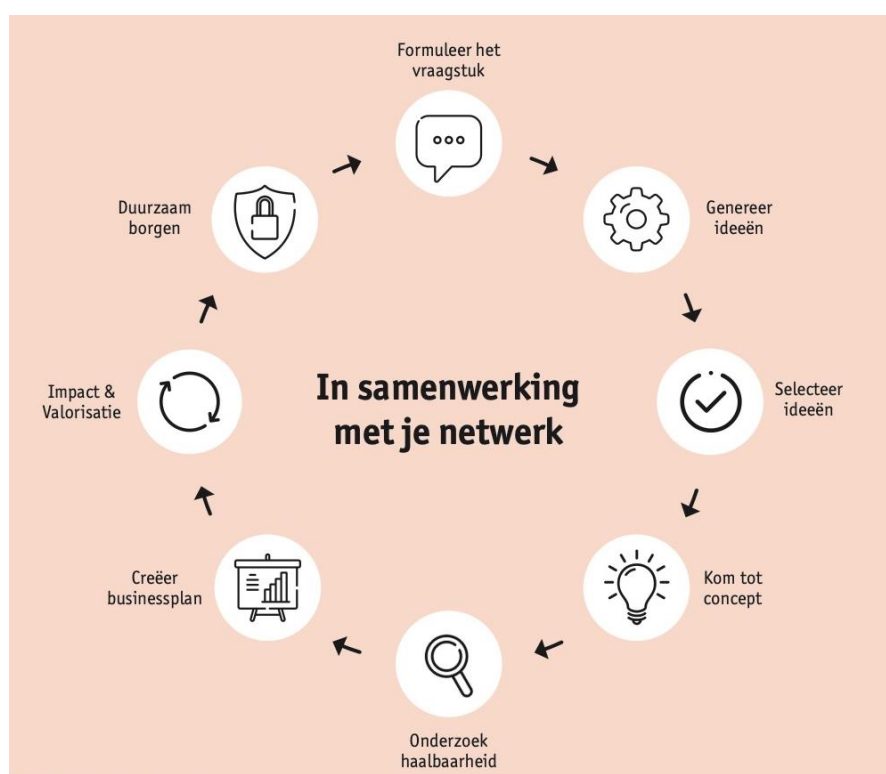 Formuleer het
vraagstuk
Genereer
ideeën
Selecteer
ideeën
Kom tot
concept
Onderzoek
haalbaarheid
Creëer
businessplan
Impact &
Valorisatie
Duurzaam
borgen
In samenwerking
met je netwerk